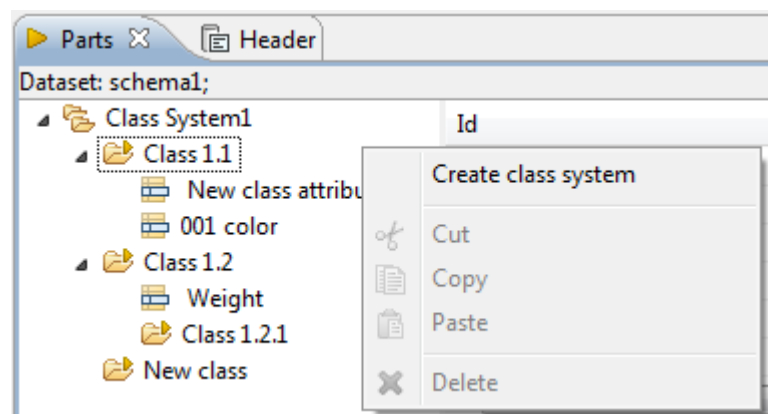 Parts Header
Dataset: schema1;
Class System1
Id
Class 1.1
Create class system
New class attribu
001 color
Cut
Class 1.2
Copy
Weight
Paste
Class 1.2.1
New class
Delete